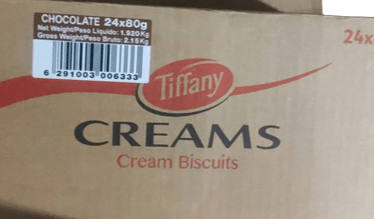 CHOCOLATE 24x80g
Net Weight/Peso Liquido: 1.920Kg
Gross Weight/Peso Bruto: 2.15Kg
6 291003 006333
24x
Tiffany
CREAMS
Cream Biscuits